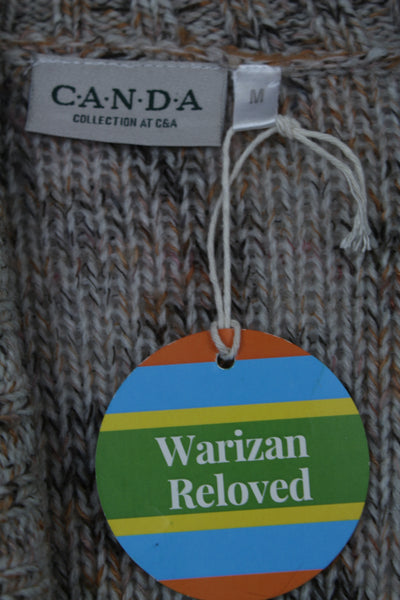 C·A·N·D·A
COLLECTION AT C&A
M
Warizan
Reloved